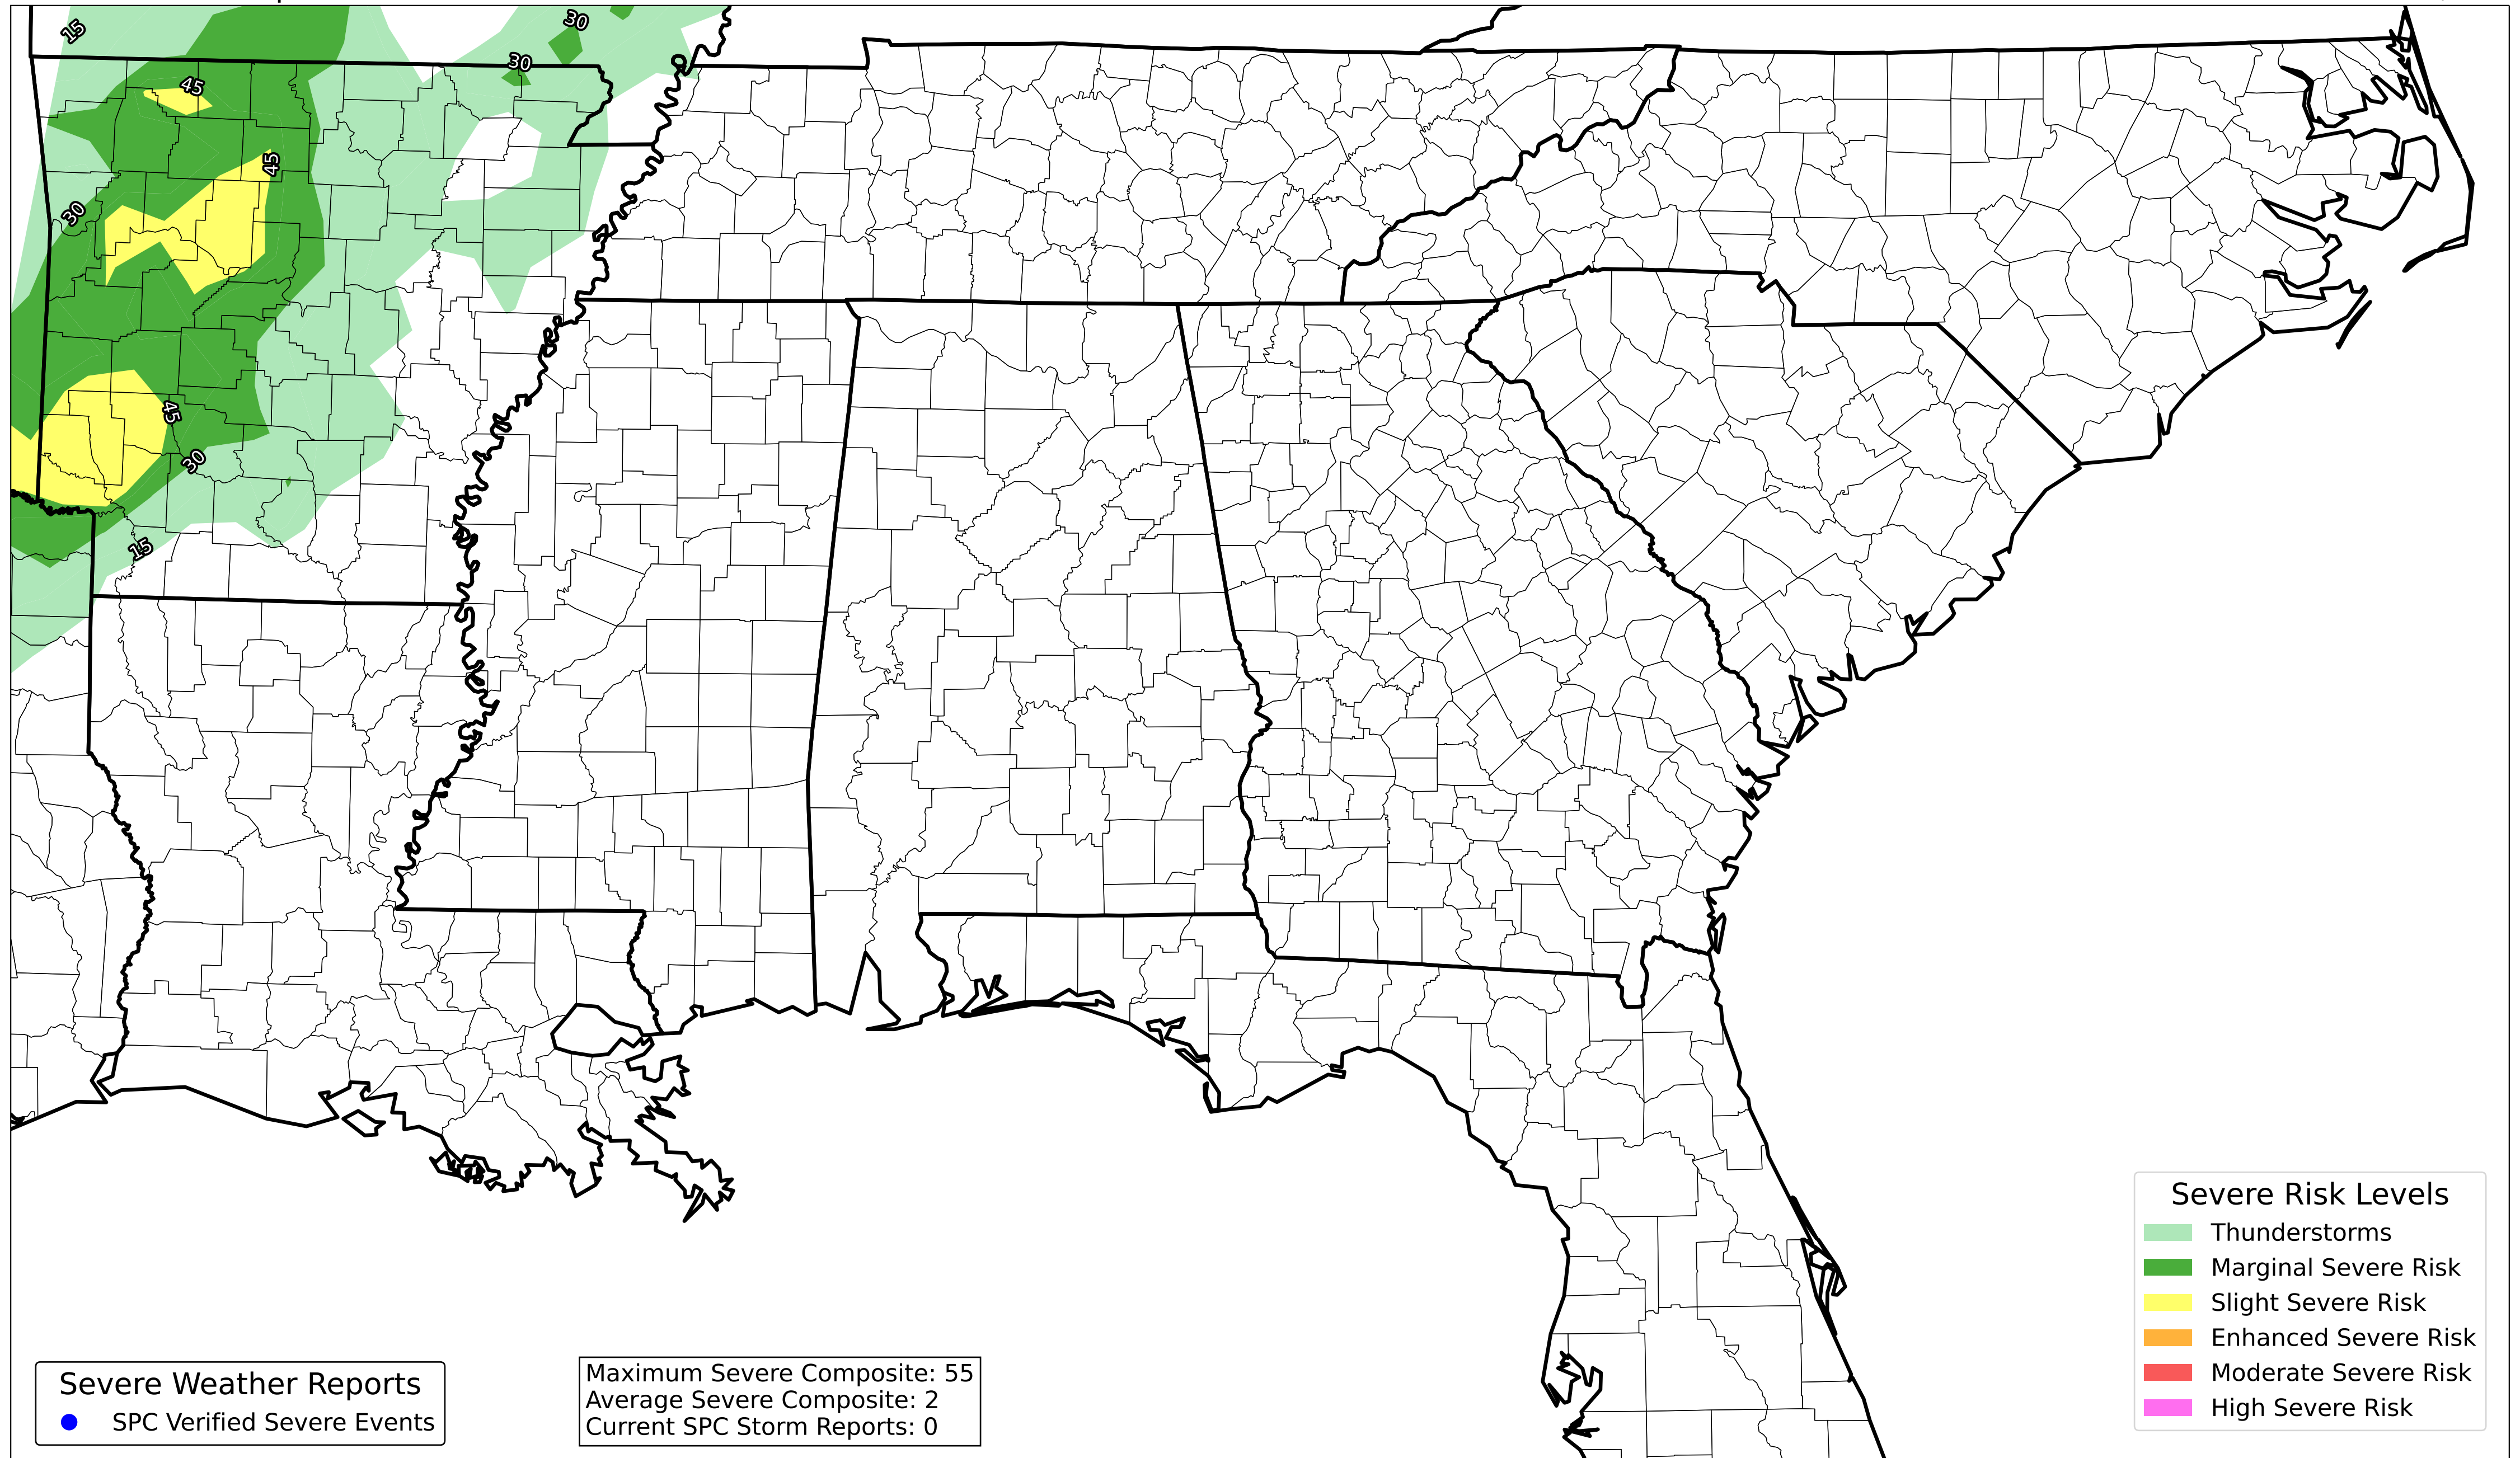 15
30
30
45
45
30
45
30
15
Severe Weather Reports
SPC Verified Severe Events
Maximum Severe Composite: 55
Average Severe Composite: 2
Current SPC Storm Reports: 0
Severe Risk Levels
Thunderstorms
Marginal Severe Risk
Slight Severe Risk
Enhanced Severe Risk
Moderate Severe Risk
High Severe Risk